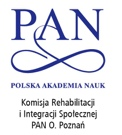 PAN
POLSKA AKADEMIA NAUK
Komisja Rehabilitacji
i Integracji Społecznej
PAN O. Poznań